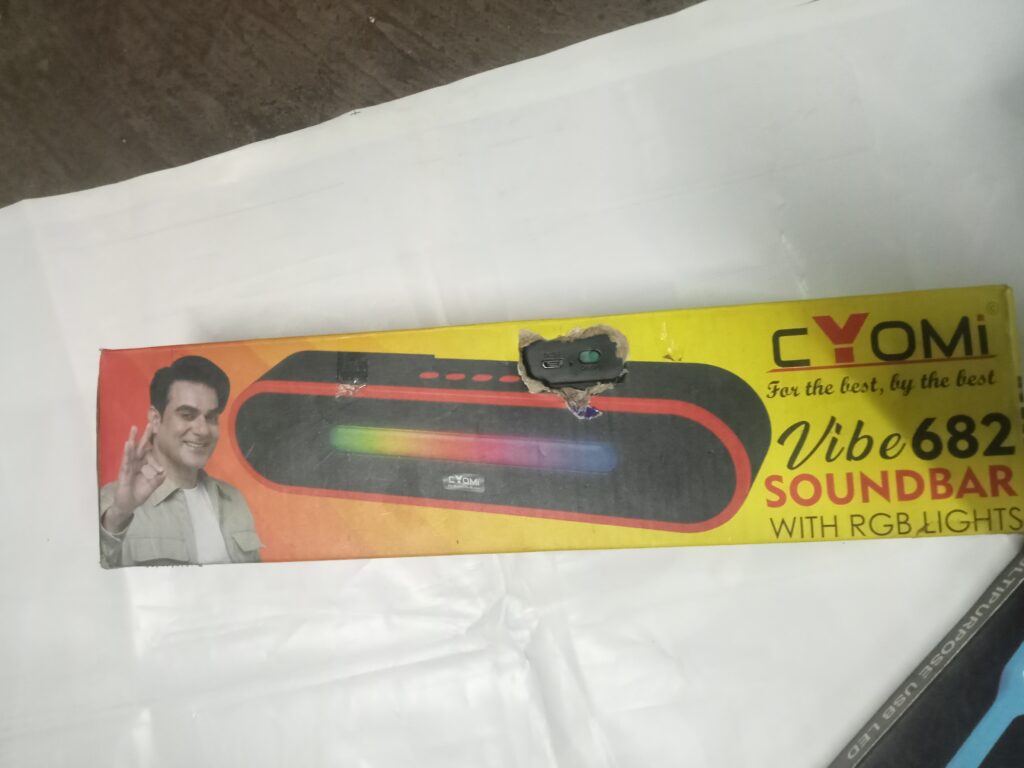 CYOMi
©
For the best, by the best
Vibe 682
SOUNDBAR
WITH RGB LIGHTS
CYOMi
MULTIPURPOSE USB LED